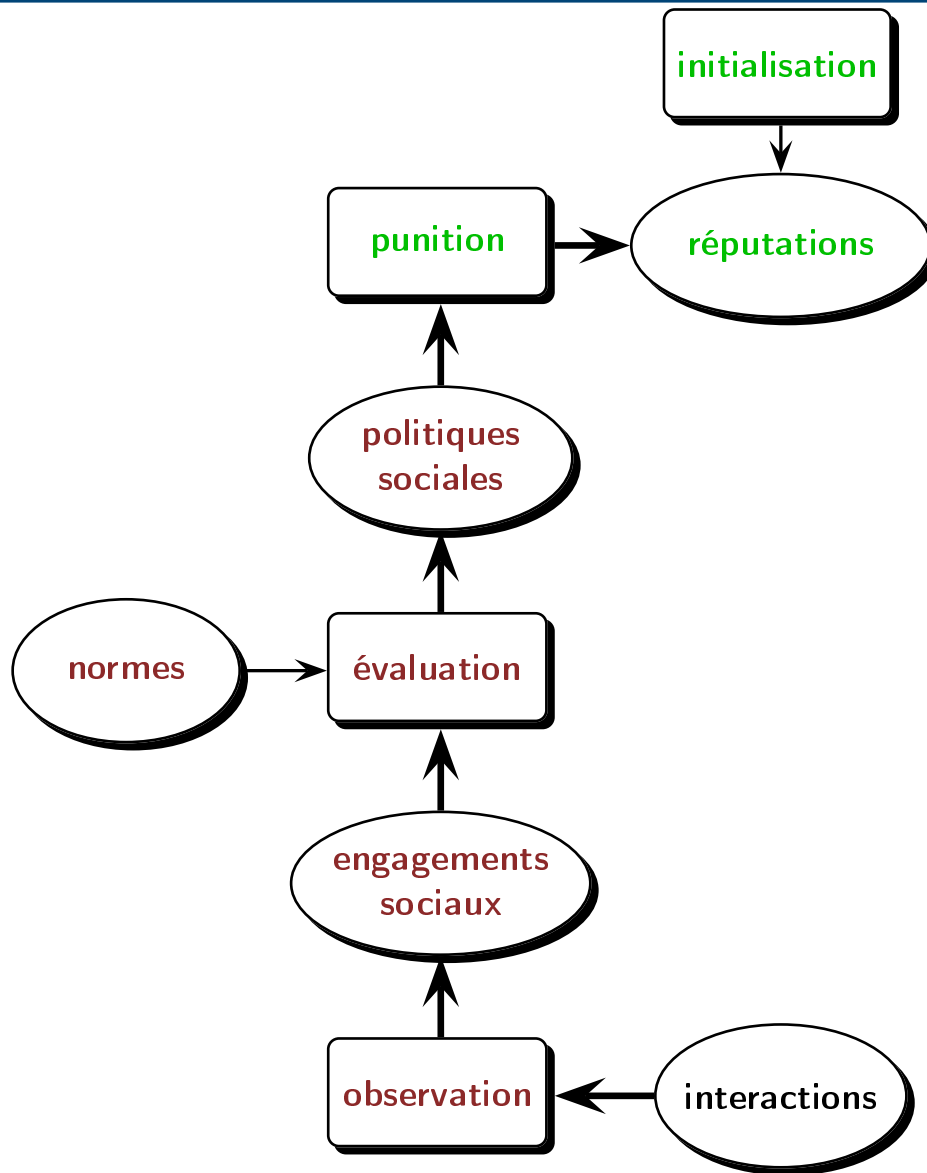 initialisation
punition
réputations
politiques
sociales
normes
évaluation
engagements
sociaux
observation
interactions